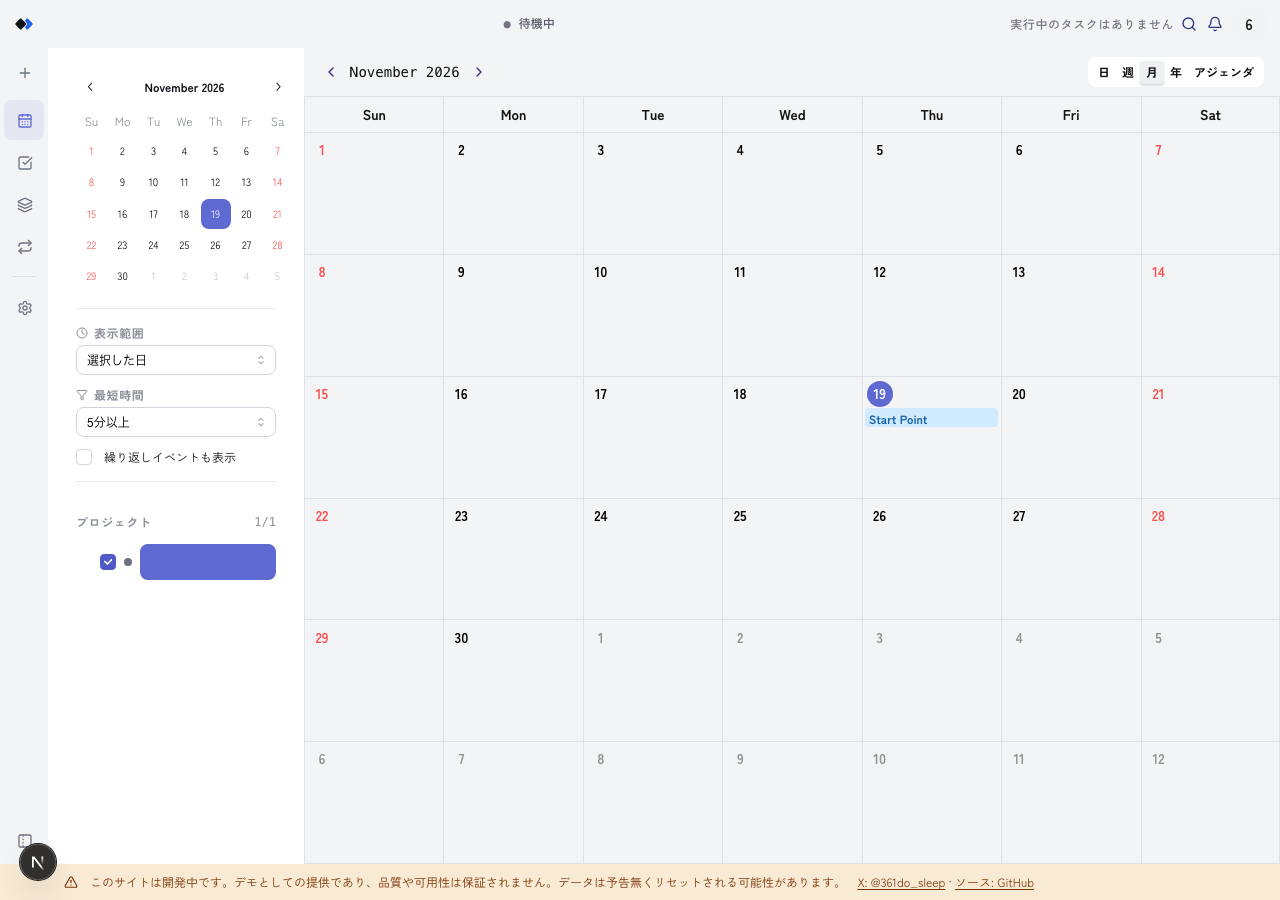 待機中
実行中のタスクはありません
6
November 2026
Su Mo Tu We Th Fr Sa
1 2 3 4 5 6 7
8 9 10 11 12 13 14
15 16 17 18 19 20 21
22 23 24 25 26 27 28
29 30 1 2 3 4 5
表示範囲
選択した日
最短時間
5分以上
繰り返しイベントも表示
プロジェクト 1/1
November 2026
日 週 月 年 アジェンダ
Sun Mon Tue Wed Thu Fri Sat
1 2 3 4 5 6 7
8 9 10 11 12 13 14
15 16 17 18 19 20 21
Start Point
22 23 24 25 26 27 28
29 30 1 2 3 4 5
6 7 8 9 10 11 12
N
このサイトは開発中です。デモとしての提供であり、品質や可用性は保証されません。データは予告無くリセットされる可能性があります。 X: @361do_sleep · ソース: GitHub